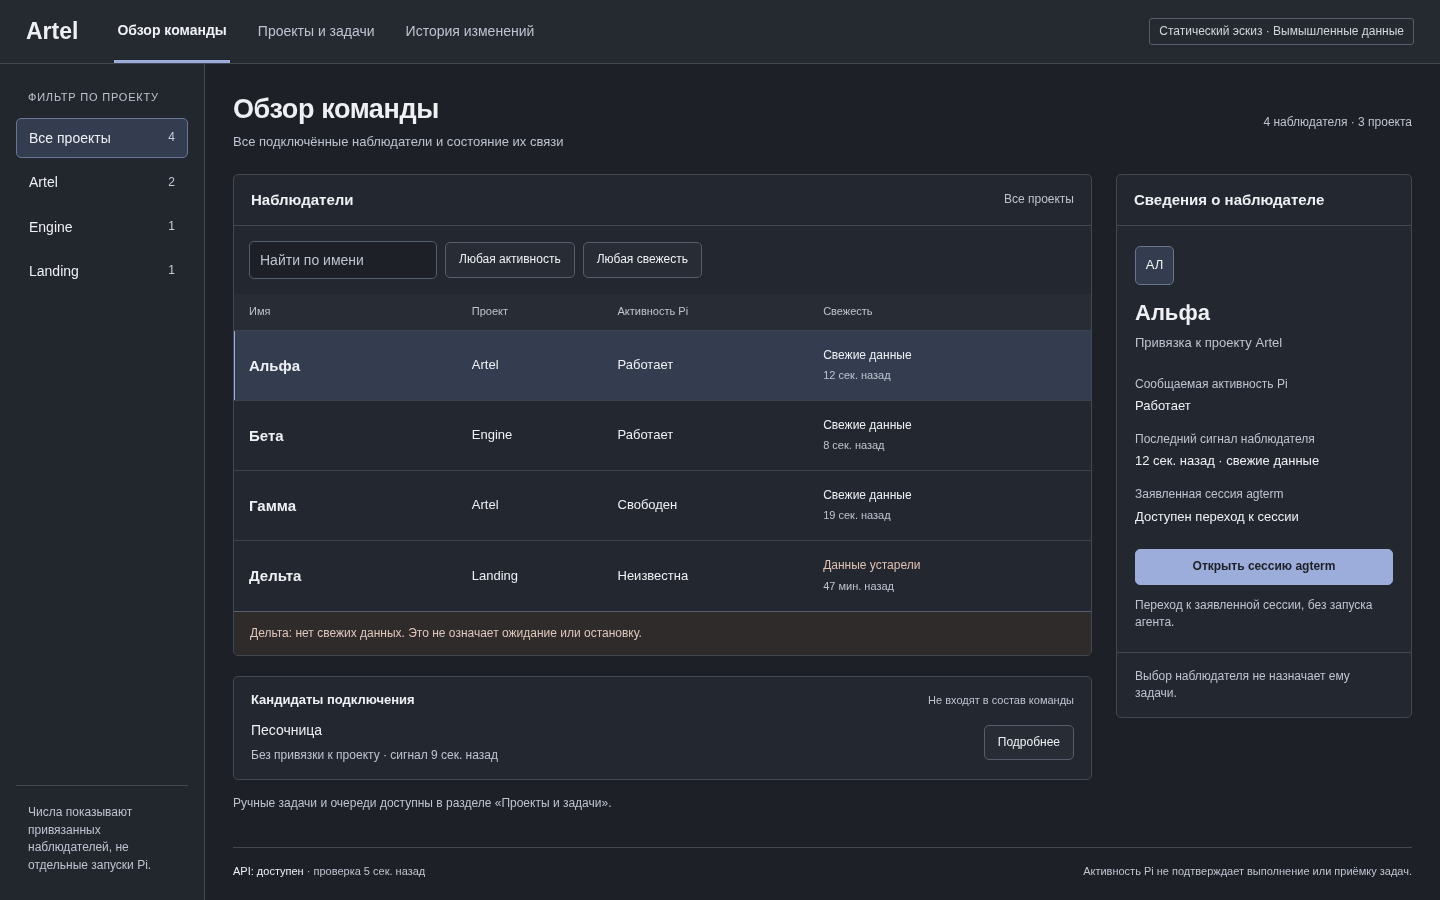 Artel
Обзор команды
Проекты и задачи
История изменений
Статический эскиз · Вымышленные данные
ФИЛЬТР ПО ПРОЕКТУ
Все проекты 4
Artel 2
Engine 1
Landing 1
Числа показывают
привязанных
наблюдателей, не
отдельные запуски Pi.
Обзор команды
Все подключённые наблюдатели и состояние их связи
4 наблюдателя · 3 проекта
Наблюдатели
Все проекты
Найти по имени
Любая активность
Любая свежесть
Имя Проект Активность Pi Свежесть
Альфа Artel Работает Свежие данные
12 сек. назад
Бета Engine Работает Свежие данные
8 сек. назад
Гамма Artel Свободен Свежие данные
19 сек. назад
Дельта Landing Неизвестна Данные устарели
47 мин. назад
Дельта: нет свежих данных. Это не означает ожидание или остановку.
Кандидаты подключения
Не входят в состав команды
Песочница
Без привязки к проекту · сигнал 9 сек. назад
Подробнее
Ручные задачи и очереди доступны в разделе «Проекты и задачи».
Сведения о наблюдателе
АЛ
Альфа
Привязка к проекту Artel
Сообщаемая активность Pi
Работает
Последний сигнал наблюдателя
12 сек. назад · свежие данные
Заявленная сессия agterm
Доступен переход к сессии
Открыть сессию agterm
Переход к заявленной сессии, без запуска
агента.
Выбор наблюдателя не назначает ему
задачи.
API: доступен · проверка 5 сек. назад
Активность Pi не подтверждает выполнение или приёмку задач.